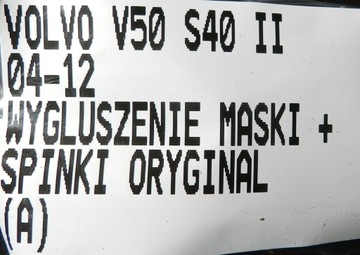 VOLVO V50 S40 II
04-12
WYGLUSZENIE MASKI +
SPINKI ORYGINAL
(A)